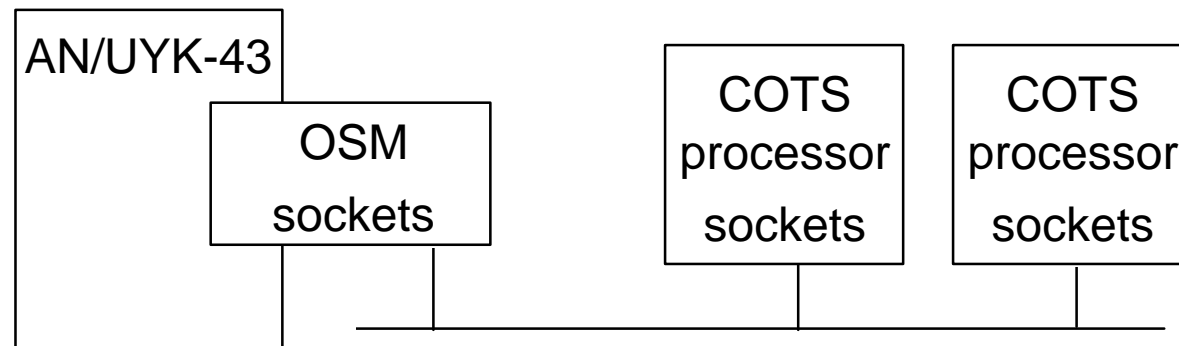 AN/UYK-43
OSM
sockets
COTS
processor
sockets
COTS
processor
sockets